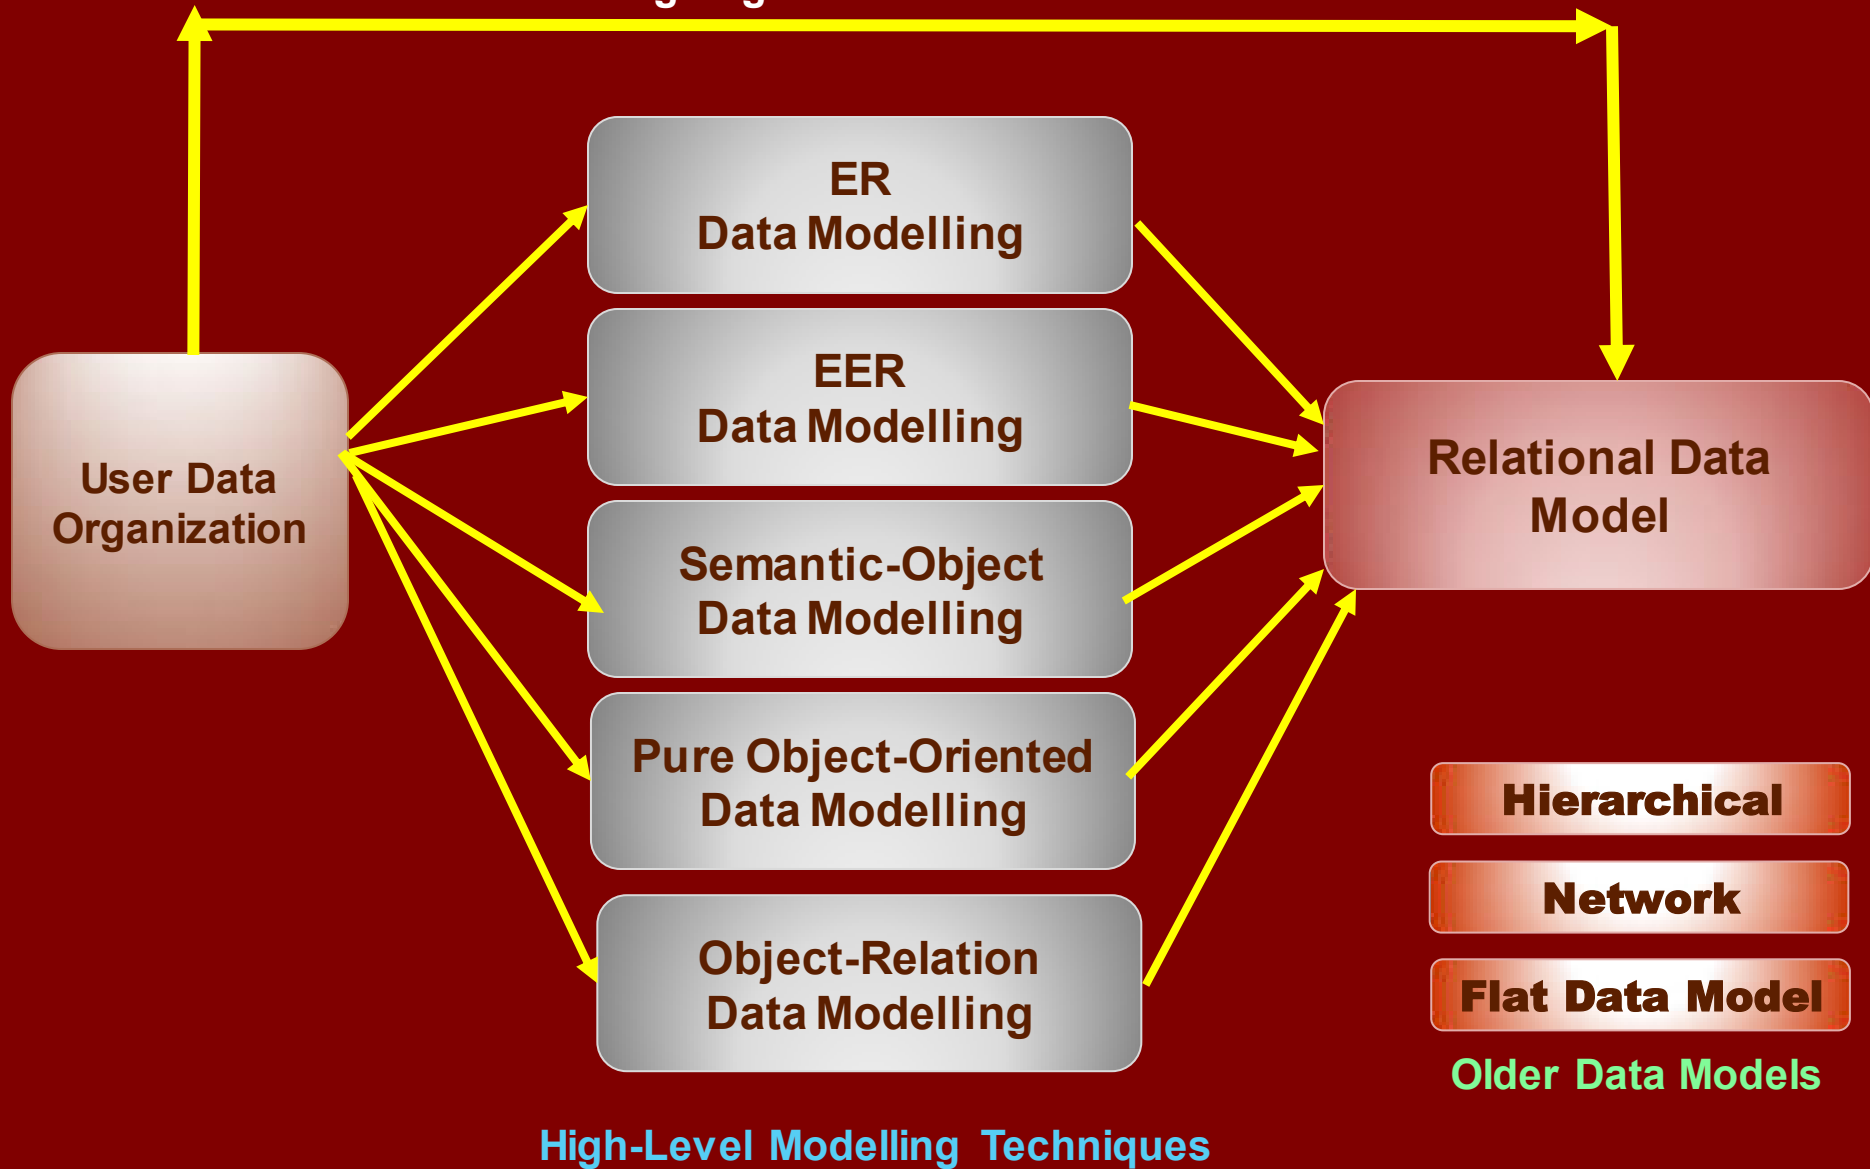 User Data
Organization
ER
Data Modelling
EER
Data Modelling
Semantic-Object
Data Modelling
Pure Object-Oriented
Data Modelling
Object-Relation
Data Modelling
Relational Data
Model
Hierarchical
Network
Flat Data Model
Older Data Models
High-Level Modelling Techniques